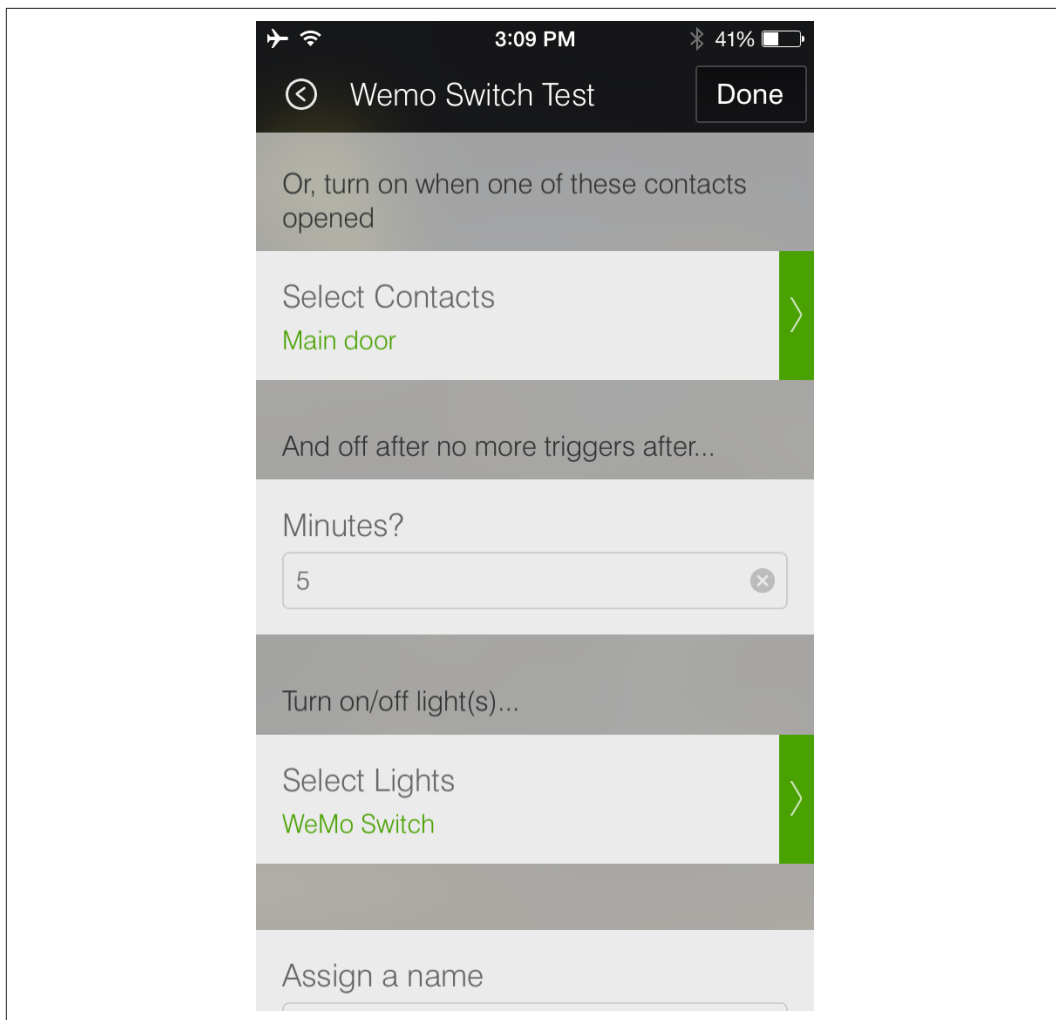 3:09 PM
41%
Wemo Switch Test
Done
Or, turn on when one of these contacts
opened
Select Contacts
Main door
And off after no more triggers after...
Minutes?
5
Turn on/off light(s)...
Select Lights
WeMo Switch
Assign a name